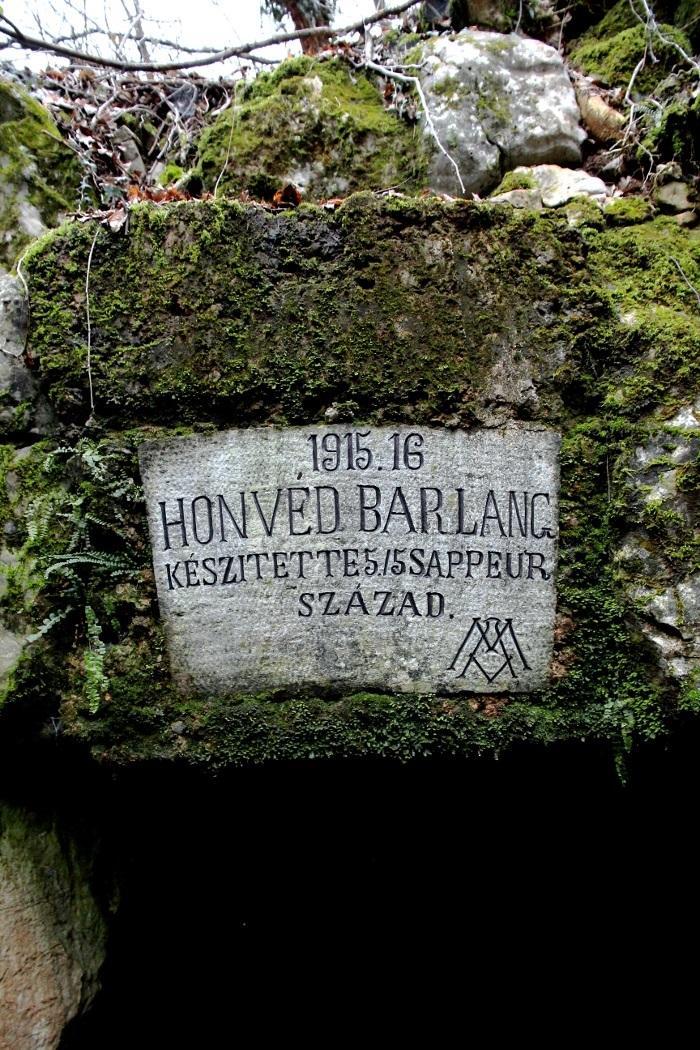 1915.16
HONVÉD BARLANG
KÉSZITETTE 5./5 SAPPEUR
SZÁZAD.